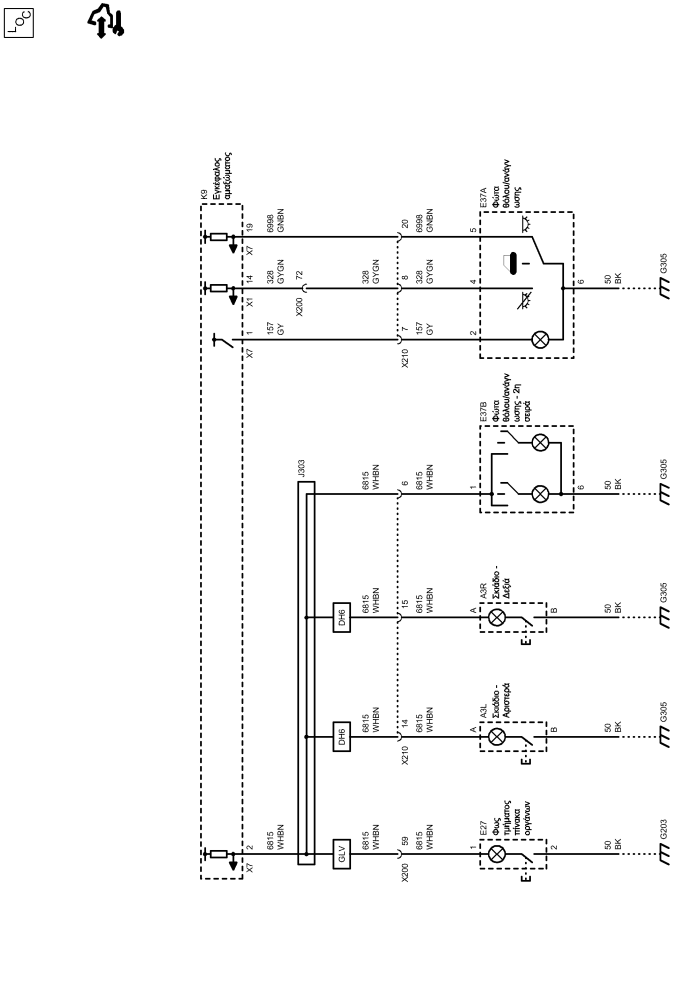 LOC
K9
Εγκέφαλος
αμαξώματος
X7
19
6998
GNBN
20
6998
GNBN
5
E37A
Φώτα
θόλου/ανάγν
ωσης
X1
14
328
GYGN
72
X200
328
GYGN
8
328
GYGN
4
6
50
BK
G305
X7
1
157
GY
7
X210
157
GY
2
J303
6815
WHBN
6
6815
WHBN
1
E37B
Φώτα
θόλου/ανάγν
ωσης - 2η
σειρά
6
50
BK
G305
DH6
6815
WHBN
15
6815
WHBN
A
A3R
Σκιάδιο -
Δεξιά
B
50
BK
G305
DH6
6815
WHBN
14
X210
6815
WHBN
A
A3L
Σκιάδιο -
Αριστερά
B
50
BK
G305
X7
2
6815
WHBN
GLV
6815
WHBN
59
X200
6815
WHBN
1
E27
Φως
τμήματος
πίνακα
οργάνων
2
50
BK
G203